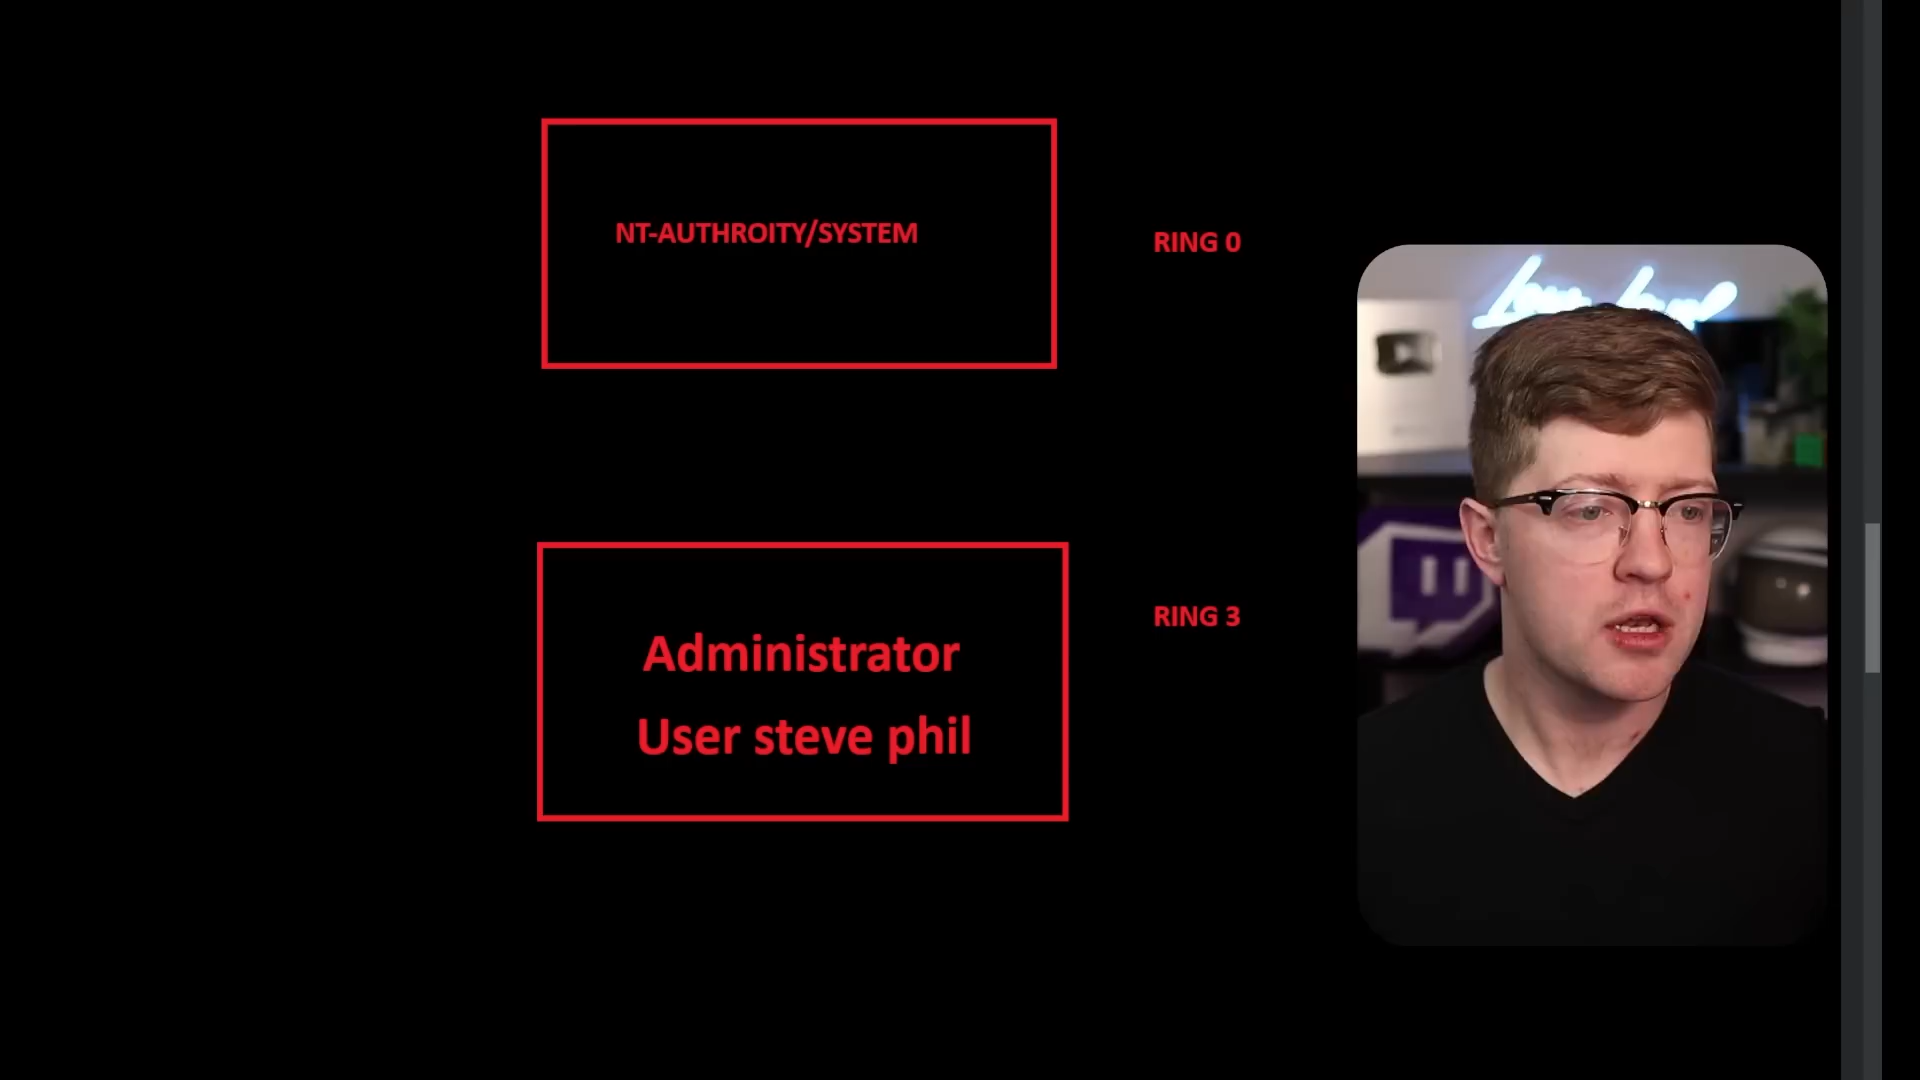 NT-AUTHROITY/SYSTEM
RING 0
RING 3
Administrator
User steve phil